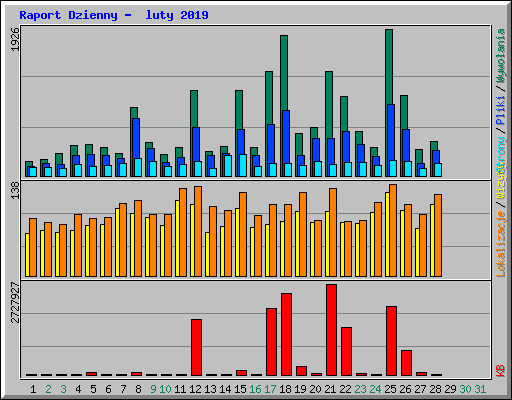 Raport Dzienny - luty 2019
1926
138
2727927
Wywolania / Pliki / Strony
Lokalizacje / Wizyt
KB
1 2 3 4 5 6 7 8 9 10 11 12 13 14 15 16 17 18 19 20 21 22 23 24 25 26 27 28 29 30 31